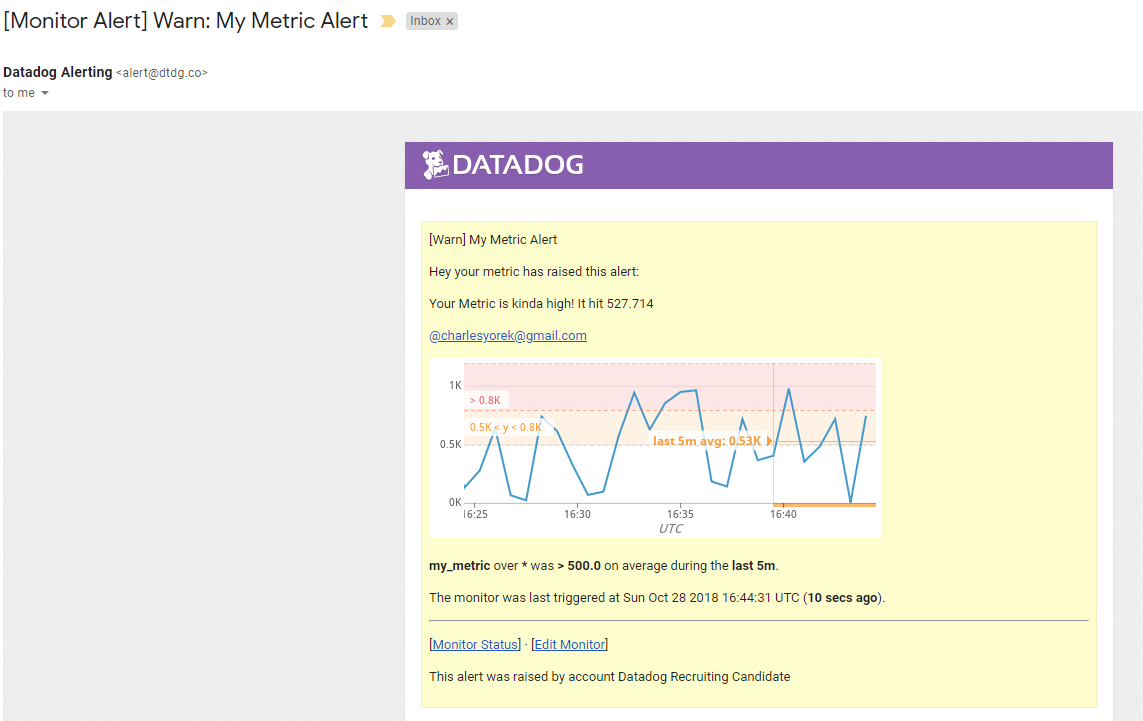 [Monitor Alert] Warn: My Metric Alert Inbox ×
Datadog Alerting <alert@dtdg.co>
to me
DATADOG
[Warn] My Metric Alert
Hey your metric has raised this alert:
Your Metric is kinda high! It hit 527.714
@charlesyorek@gmail.com
1K
> 0.8K
0.5K < y < 0.8K
0.5K
last 5m avg: 0.53K
0K
16:25 16:30 16:35 16:40
UTC
my_metric over * was > 500.0 on average during the last 5m.
The monitor was last triggered at Sun Oct 28 2018 16:44:31 UTC (10 secs ago).
[Monitor Status] · [Edit Monitor]
This alert was raised by account Datadog Recruiting Candidate